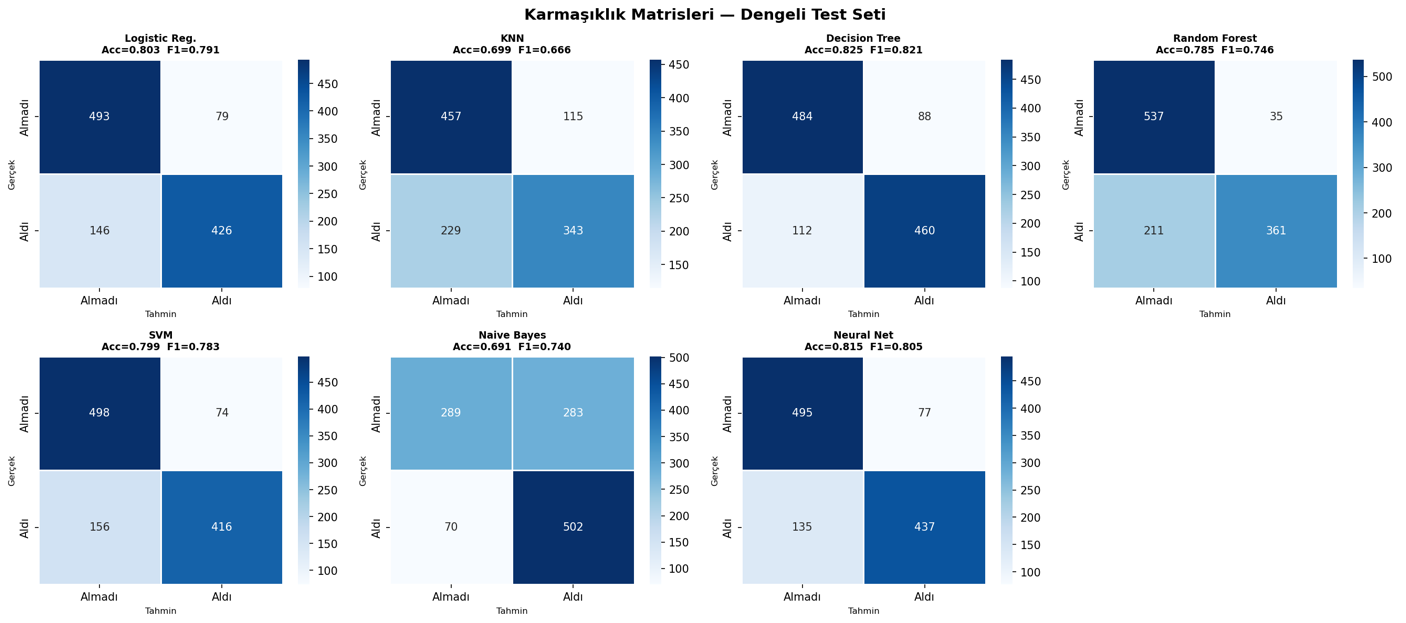 Karmaşıklık Matrisleri — Dengeli Test Seti
Logistic Reg.
Acc=0.803 F1=0.791
Gerçek
Almadı
Aldı
493
79
146
426
Almadı
Aldı
Tahmin
450
400
350
300
250
200
150
100
KNN
Acc=0.699 F1=0.666
Almadı
Aldı
Gerçek
457
115
229
343
Almadı
Aldı
Tahmin
450
400
350
300
250
200
150
Decision Tree
Acc=0.825 F1=0.821
Almadı
Aldı
Gerçek
484
88
112
460
Almadı
Aldı
Tahmin
450
400
350
300
250
200
150
100
Random Forest
Acc=0.785 F1=0.746
Almadı
Aldı
Gerçek
537
35
211
361
Almadı
Aldı
Tahmin
500
400
300
200
100
SVM
Acc=0.799 F1=0.783
Almadı
Aldı
Gerçek
498
74
156
416
Almadı
Aldı
Tahmin
450
400
350
300
250
200
150
100
Naive Bayes
Acc=0.691 F1=0.740
Almadı
Aldı
Gerçek
289
283
70
502
Almadı
Aldı
Tahmin
500
450
400
350
300
250
200
150
100
Neural Net
Acc=0.815 F1=0.805
Almadı
Aldı
Gerçek
495
77
135
437
Almadı
Aldı
Tahmin
450
400
350
300
250
200
150
100